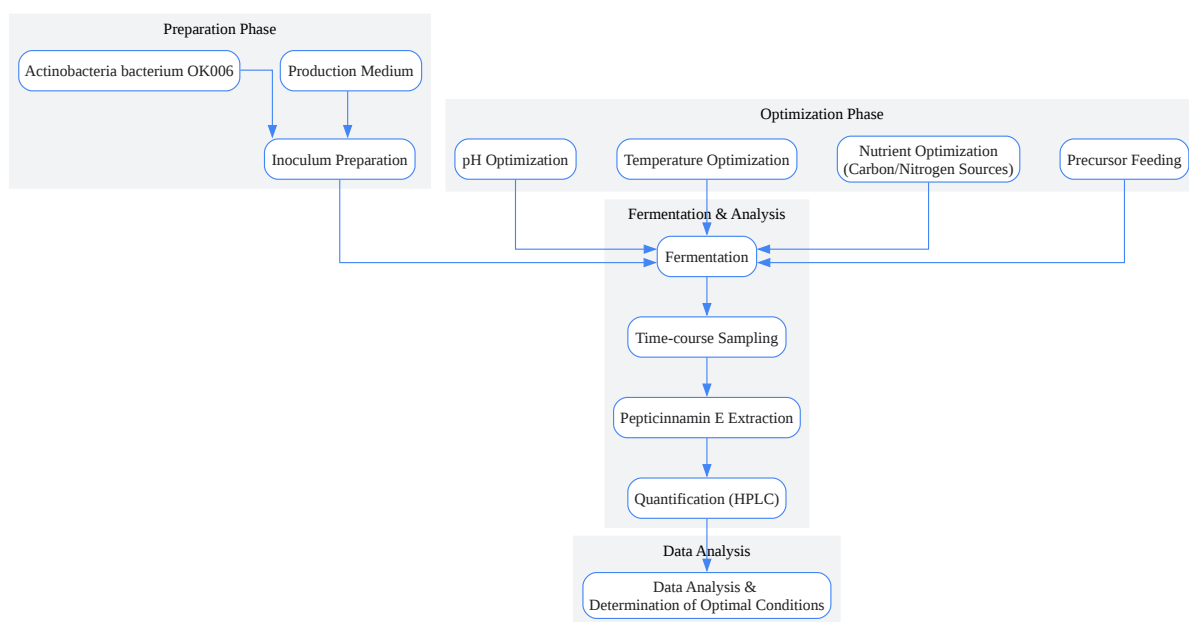 Preparation Phase
Actinobacteria bacterium OK006
Production Medium
Inoculum Preparation
Optimization Phase
pH Optimization
Temperature Optimization
Nutrient Optimization
(Carbon/Nitrogen Sources)
Precursor Feeding
Fermentation & Analysis
Fermentation
Time-course Sampling
Pepticinnamin E Extraction
Quantification (HPLC)
Data Analysis
Data Analysis &
Determination of Optimal Conditions